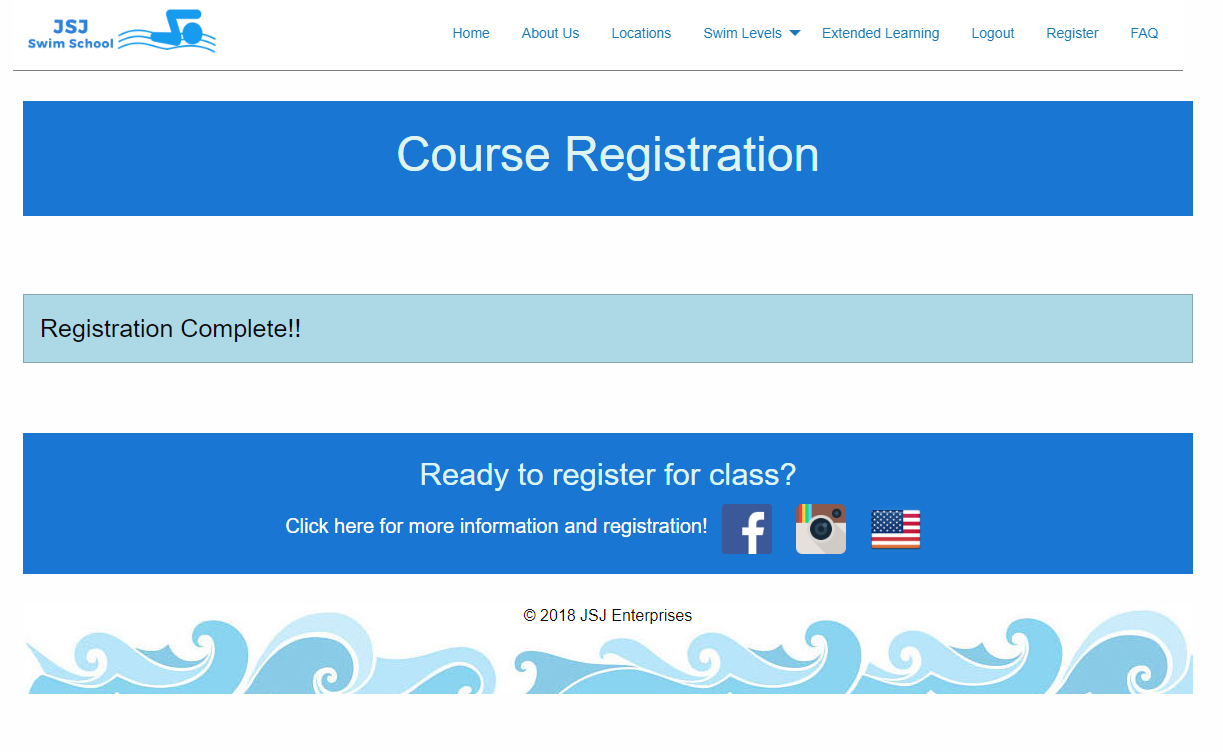 JSJ
Swim School
Home About Us Locations Swim Levels Extended Learning Logout Register FAQ
Course Registration
Registration Complete!!
Ready to register for class?
Click here for more information and registration!
© 2018 JSJ Enterprises